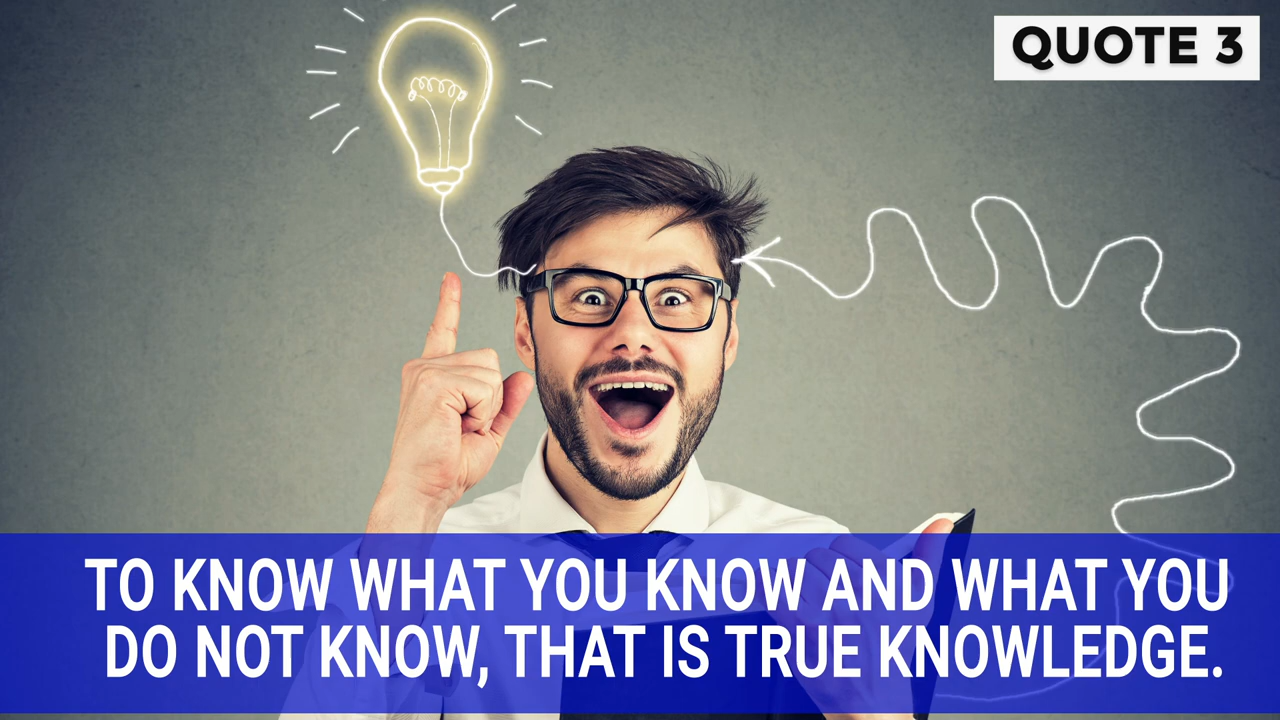 QUOTE 3
TO KNOW WHAT YOU KNOW AND WHAT YOU
DO NOT KNOW, THAT IS TRUE KNOWLEDGE.